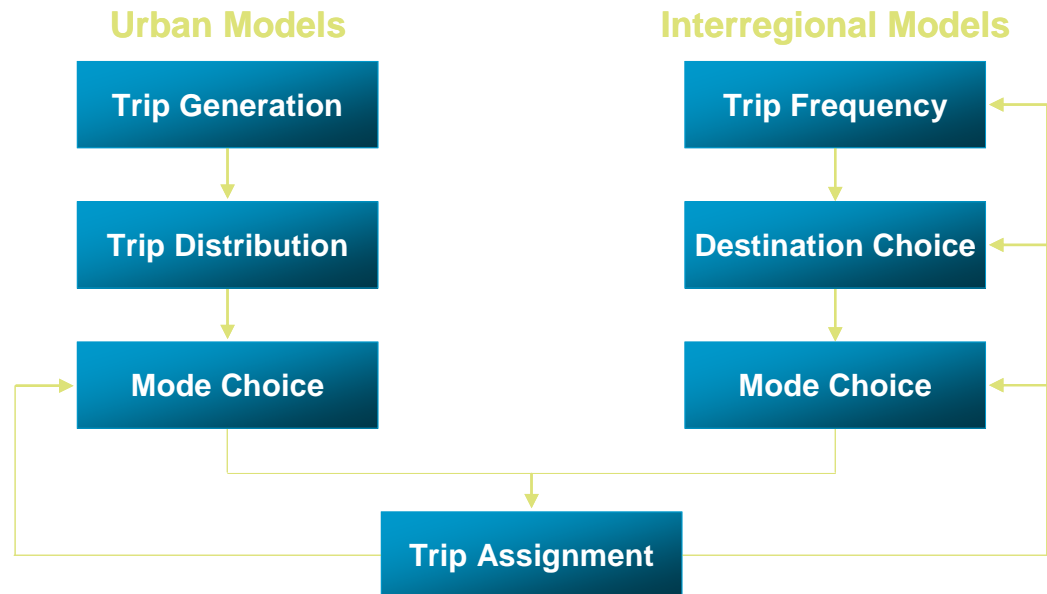 Urban Models
Interregional Models
Trip Generation
Trip Frequency
Trip Distribution
Destination Choice
Mode Choice
Mode Choice
Trip Assignment